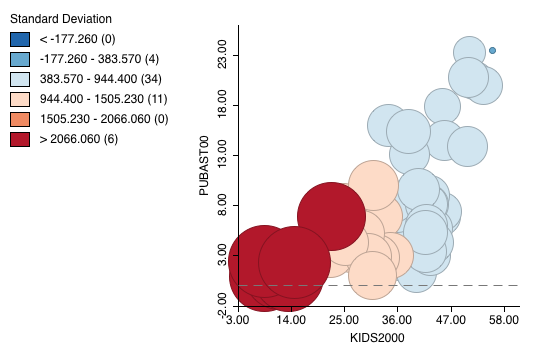 Standard Deviation
< -177.260 (0)
-177.260 - 383.570 (4)
383.570 - 944.400 (34)
944.400 - 1505.230 (11)
1505.230 - 2066.060 (0)
> 2066.060 (6)
PUBAST00
23.00
18.00
13.00
8.00
3.00
-2.00
3.00 14.00 25.00 36.00 47.00 58.00
KIDS2000